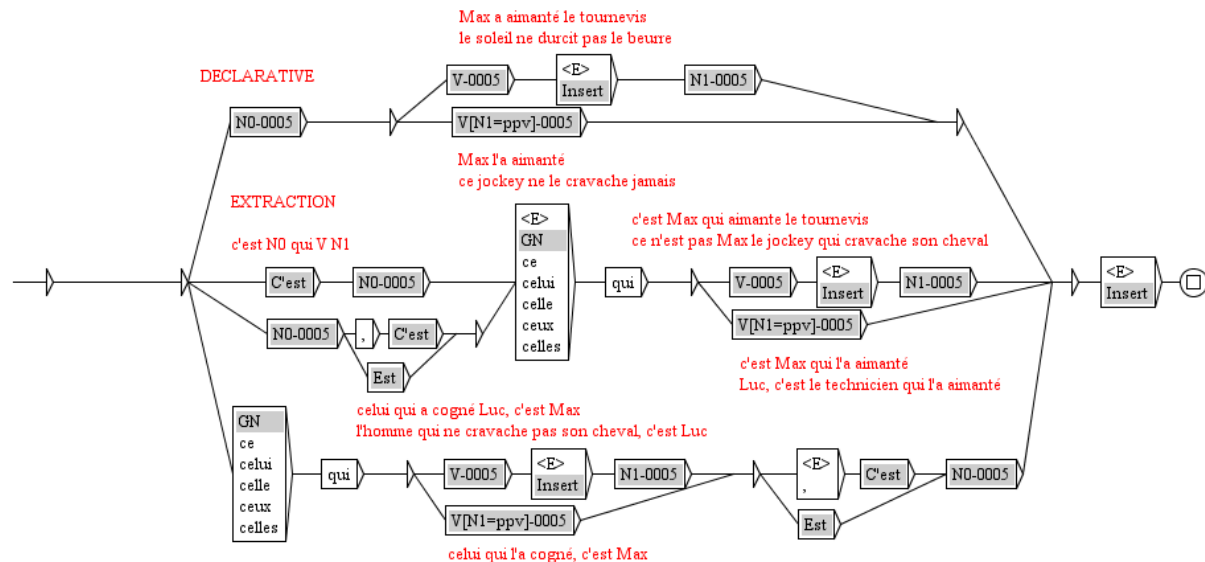 Max a aimanté le tournevis
le soleil ne durcit pas le beurre
DECLARATIVE
V-0005
<E>
Insert
N1-0005
N0-0005
V[N1=ppv]-0005
Max l'a aimanté
ce jockey ne le cravache jamais
EXTRACTION
c'est N0 qui V N1
<E>
GN
ce
celui
celle
ceux
celles
c'est Max qui aimante le tournevis
ce n'est pas Max le jockey qui cravache son cheval
C'est
N0-0005
qui
V-0005
<E>
Insert
N1-0005
<E>
Insert
N0-0005
,
C'est
Est
V[N1=ppv]-0005
c'est Max qui l'a aimanté
Luc, c'est le technicien qui l'a aimanté
celui qui a cogné Luc, c'est Max
l'homme qui ne cravache pas son cheval, c'est Luc
GN
ce
celui
celle
ceux
celles
qui
V-0005
<E>
Insert
N1-0005
<E>
,
C'est
N0-0005
V[N1=ppv]-0005
Est
celui qui l'a cogné, c'est Max